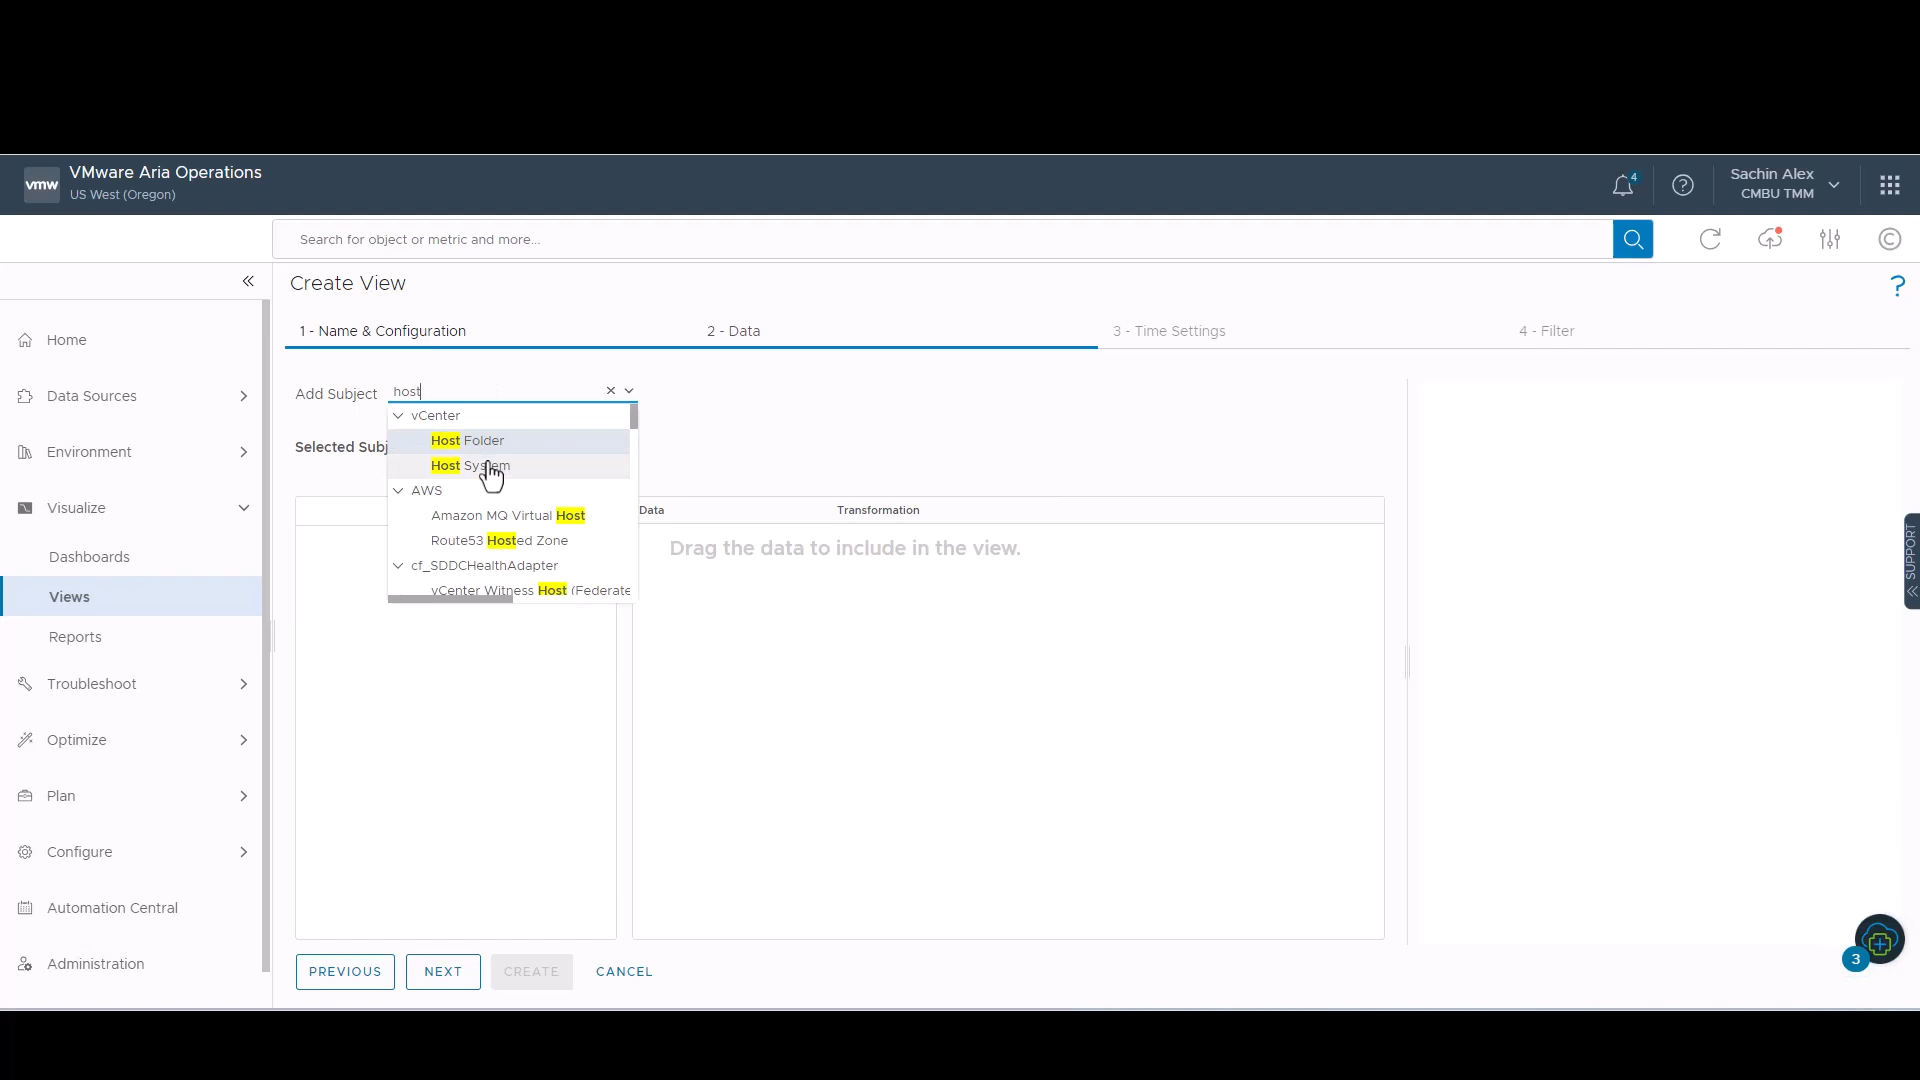 vmw
VMware Aria Operations
US West (Oregon)
4
Sachin Alex
CMBU TMM
Search for object or metric and more...
Create View
1 - Name & Configuration
2 - Data
3 - Time Settings
4 - Filter
Home
Data Sources
Environment
Visualize
Dashboards
Views
Reports
Troubleshoot
Optimize
Plan
Configure
Automation Central
Administration
Add Subject
host
Selected Subj
vCenter
Host Folder
Host System
AWS
Amazon MQ Virtual Host
Route53 Hosted Zone
cf_SDDCHealthAdapter
vCenter Witness Host (Federate
Data
Transformation
Drag the data to include in the view.
SUPPORT
PREVIOUS
NEXT
CREATE
CANCEL
3